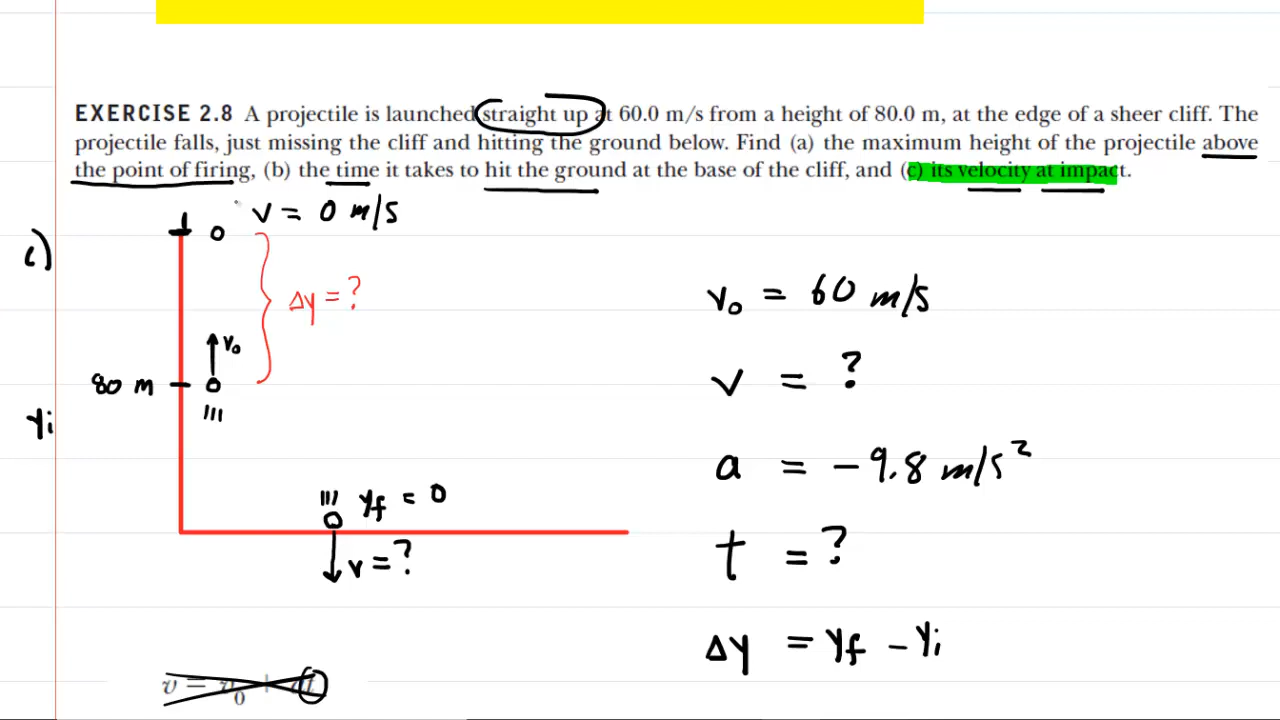 EXERCISE 2.8 A projectile is launched straight up at 60.0 m/s from a height of 80.0 m, at the edge of a sheer cliff. The
projectile falls, just missing the cliff and hitting the ground below. Find (a) the maximum height of the projectile above
the point of firing, (b) the time it takes to hit the ground at the base of the cliff, and (c) its velocity at impact.
v = 0 m/s
c)
Δy = ?
v₀
80 m
yi
yf = 0
v = ?
v₀ = 60 m/s
v = ?
a = -9.8 m/s²
t = ?
Δy = yf - yi
v = v₀ + at